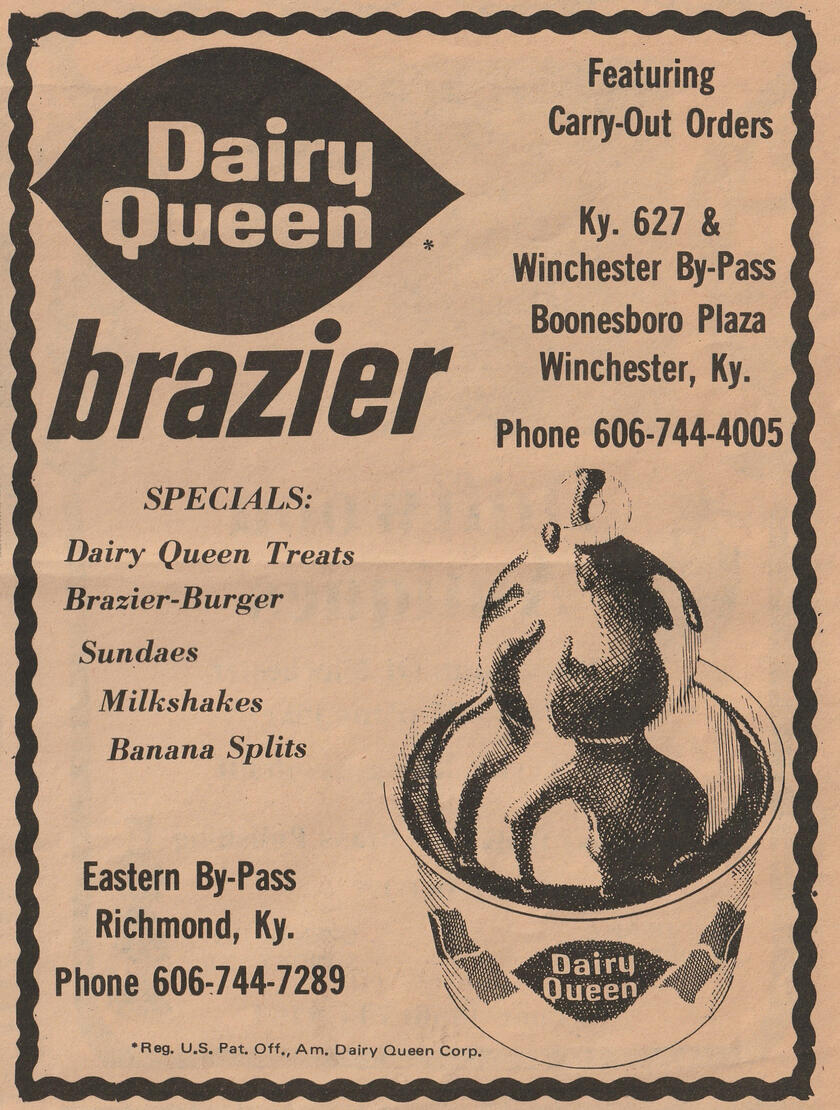 Dairy
Queen
*
brazier
Featuring
Carry-Out Orders
Ky. 627 &
Winchester By-Pass
Boonesboro Plaza
Winchester, Ky.
Phone 606-744-4005
SPECIALS:
Dairy Queen Treats
Brazier-Burger
Sundaes
Milkshakes
Banana Splits
Eastern By-Pass
Richmond, Ky.
Phone 606-744-7289
Dairy
Queen
*Reg. U.S. Pat. Off., Am. Dairy Queen Corp.